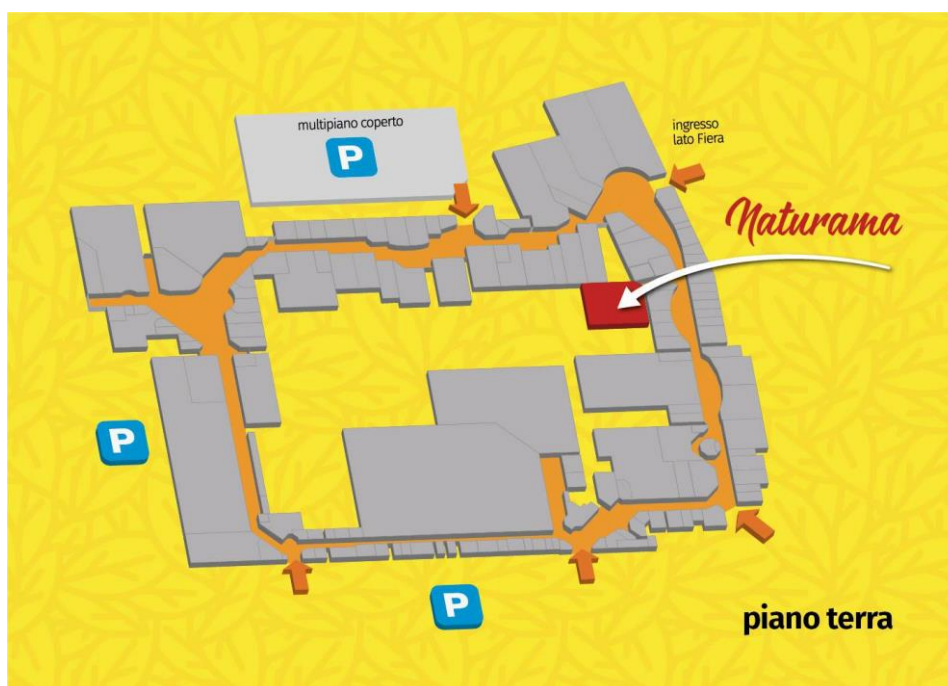 multipiano coperto
P
ingresso
lato Fiera
Naturama
P
P
piano terra